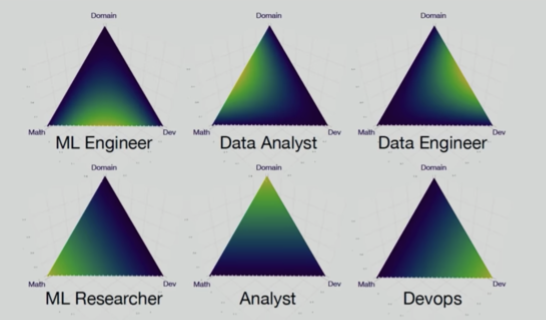 Domain Domain Domain
Math Dev Math Dev Math Dev
ML Engineer Data Analyst Data Engineer
Domain Domain Domain
Math Dev Math Dev Math Dev
ML Researcher Analyst Devops